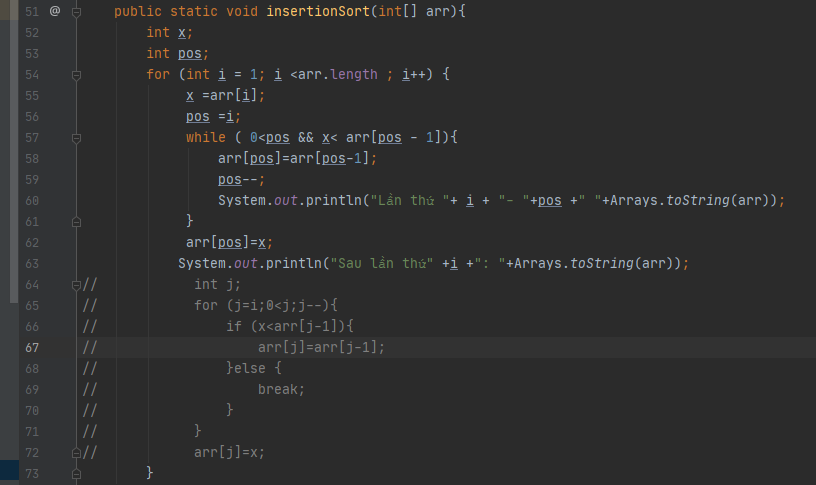 51 @ public static void insertionSort(int[] arr){
52 int x;
53 int pos;
54 for (int i = 1; i <arr.length ; i++) {
55 x =arr[i];
56 pos =i;
57 while ( 0<pos && x< arr[pos - 1]){
58 arr[pos]=arr[pos-1];
59 pos--;
60 System.out.println("Lần thứ "+ i + "- "+pos +" "+Arrays.toString(arr));
61 }
62 arr[pos]=x;
63 System.out.println("Sau lần thứ" +i +": "+Arrays.toString(arr));
64 // int j;
65 // for (j=i;0<j;j--){
66 // if (x<arr[j-1]){
67 // arr[j]=arr[j-1];
68 // }else {
69 // break;
70 // }
71 // }
72 // arr[j]=x;
73 }